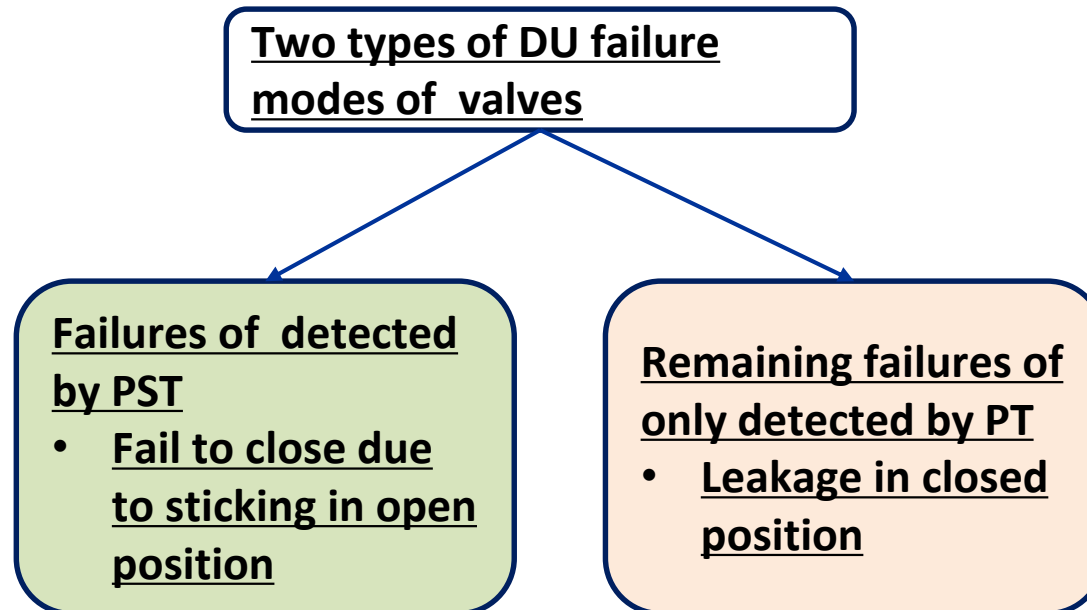 Two types of DU failure
modes of  valves
Failures of  detected
by PST
• Fail to close due
to sticking in open
position
Remaining failures of
only detected by PT
• Leakage in closed
position